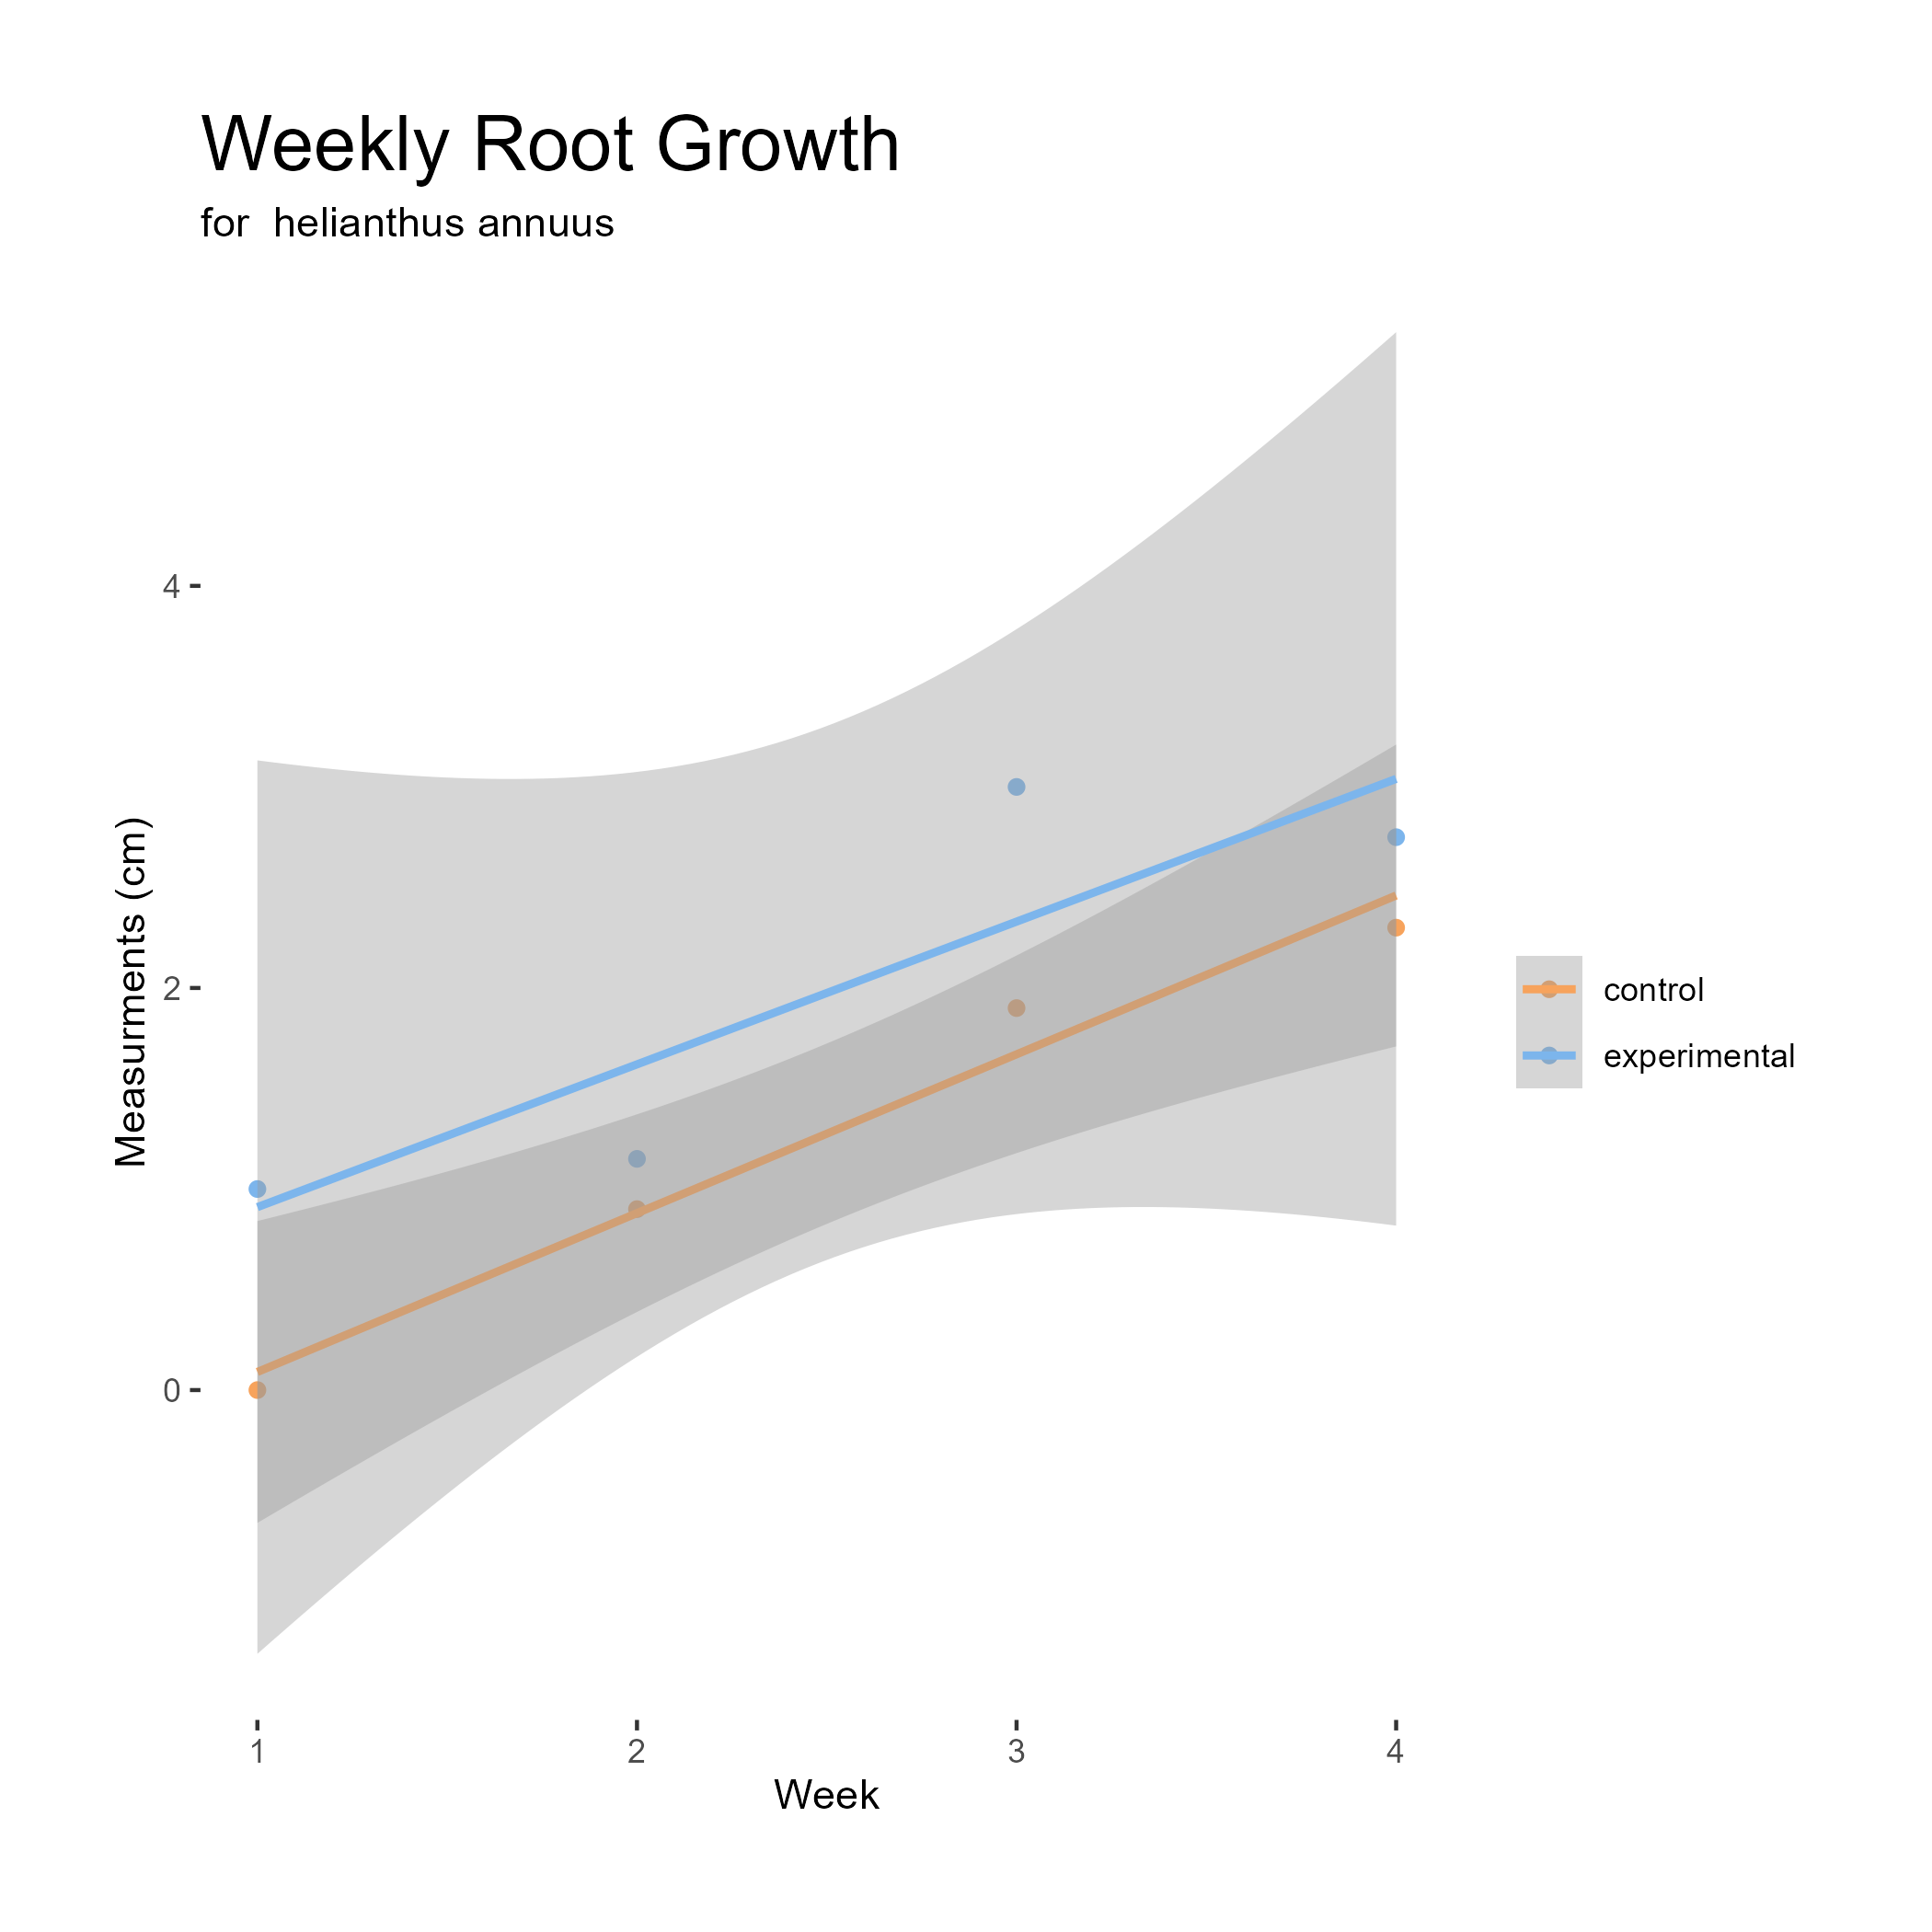 Weekly Root Growth
for  helianthus annuus
Measurments (cm)
4
2
0
1
2
3
4
Week
control
experimental